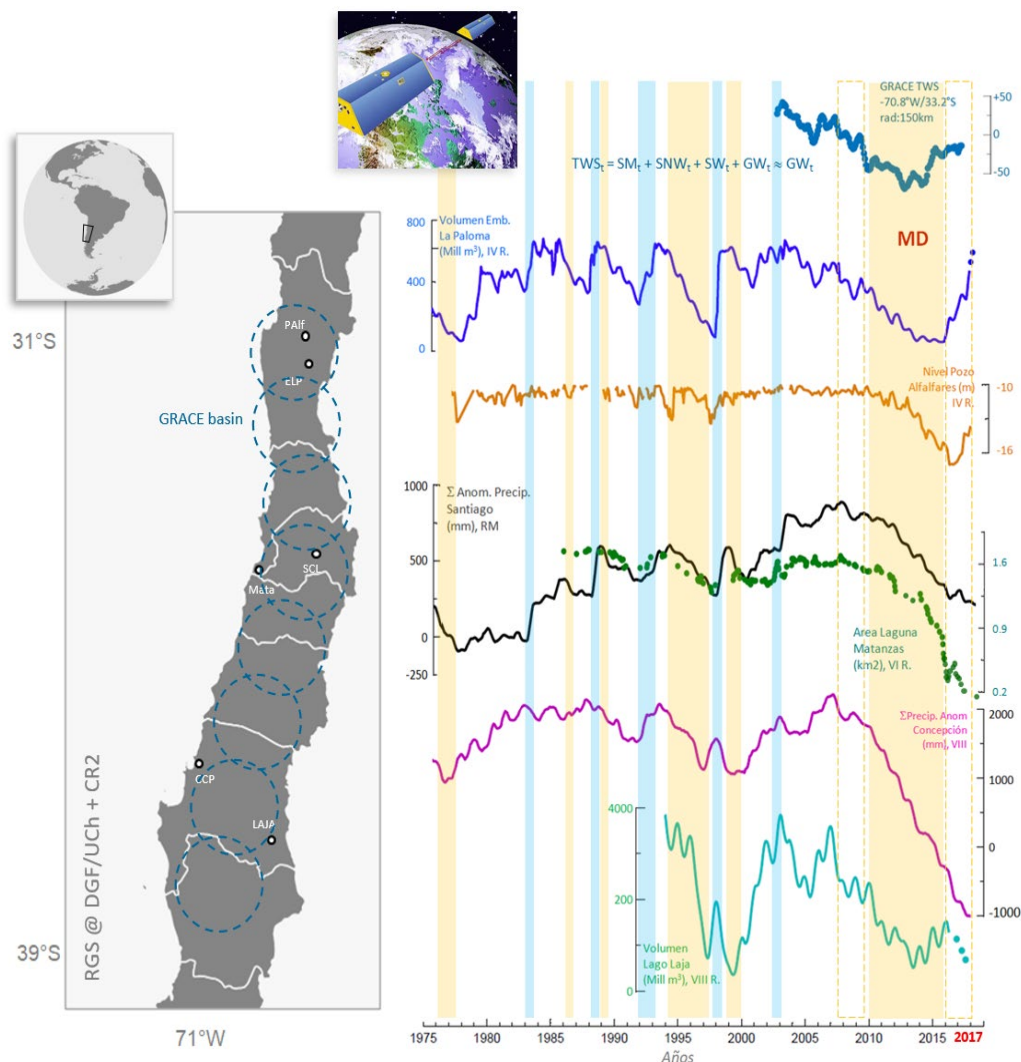 GRACE TWS
-70.8°W/33.2°S
rad:150km
+50
0
-50
TWSt = SMt + SNWt + SWt + GWt ≈ GWt
800
400
0
Volumen Emb.
La Paloma
(Mill m³), IV R.
MD
31°S
PAlf
ELP
GRACE basin
Nivel Pozo
Alfalfares (m)
IV R.
-10
-16
1000
500
0
-250
Σ Anom. Precip.
Santiago
(mm), RM
SCL
Mata
1.6
0.9
0.2
Area Laguna
Matanzas
(km2), VI R.
2000
1000
0
-1000
ΣPrecip. Anom
Concepción
(mm), VIII
CCP
LAJA
4000
200
0
Volumen
Lago Laja
(Mill m³), VIII R.
RGS @ DGF/UCh + CR2
39°S
71°W
1975 1980 1985 1990 1995 2000 2005 2010 2015 2017
Años